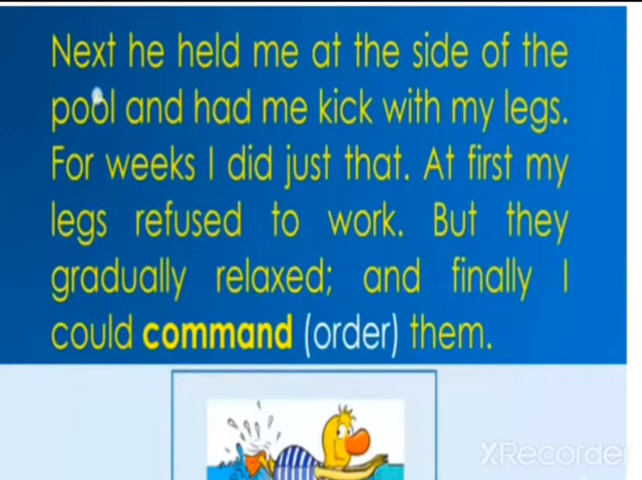 Next he held me at the side of the
pool and had me kick with my legs.
For weeks I did just that. At first my
legs refused to work. But they
gradually relaxed; and finally I
could command (order) them.
XRecorder